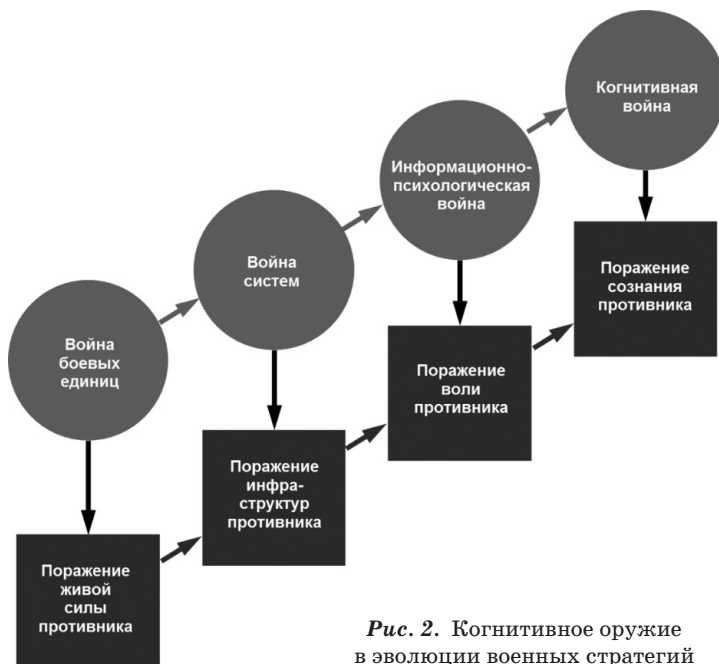 Когнитивная
война
Информационно-
психологическая
война
Война
систем
Война
боевых
единиц
Поражение
сознания
противника
Поражение
воли
противника
Поражение
инфра-
структур
противника
Поражение
живой
силы
противника
Рис. 2. Когнитивное оружие
в эволюции военных стратегий